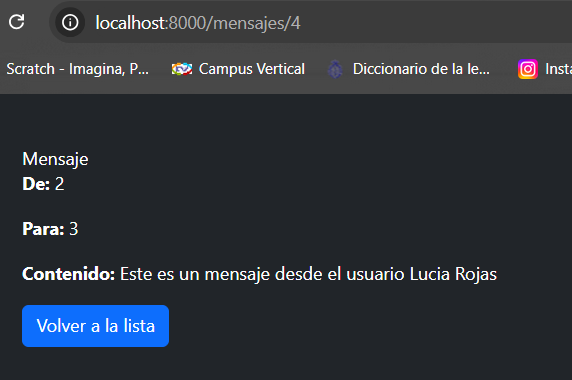 localhost:8000/mensajes/4
Scratch - Imagina, P... Campus Vertical Diccionario de la le... Insta
Mensaje
De: 2
Para: 3
Contenido: Este es un mensaje desde el usuario Lucia Rojas
Volver a la lista